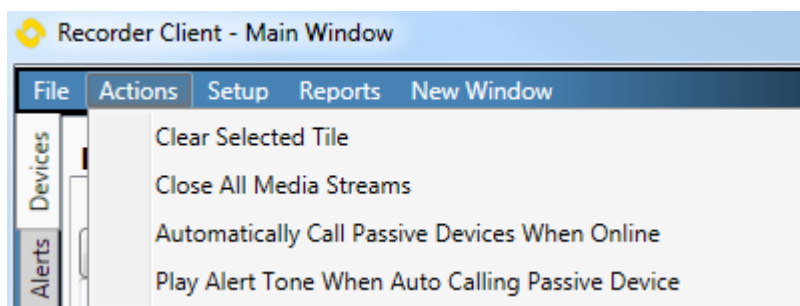 Recorder Client - Main Window
File Actions Setup Reports New Window
Devices
Alerts
Clear Selected Tile
Close All Media Streams
Automatically Call Passive Devices When Online
Play Alert Tone When Auto Calling Passive Device